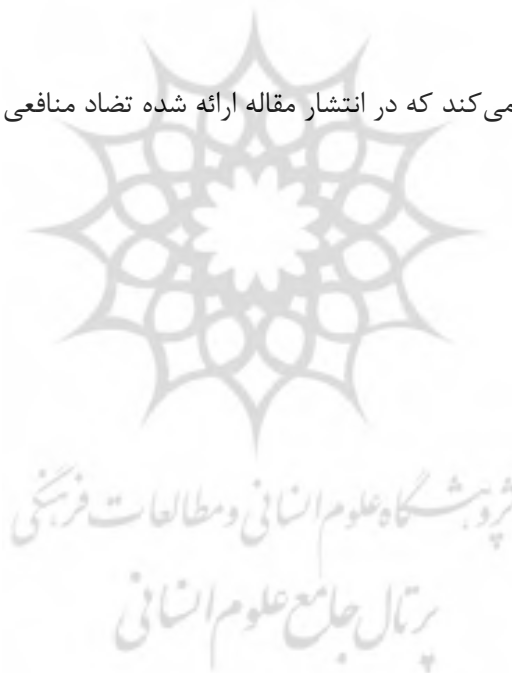 می‌کند که در انتشار مقاله ارائه شده تضاد منافعی
پژوهشگاه علوم انسانی و مطالعات فرهنگی
پرتال جامع علوم انسانی